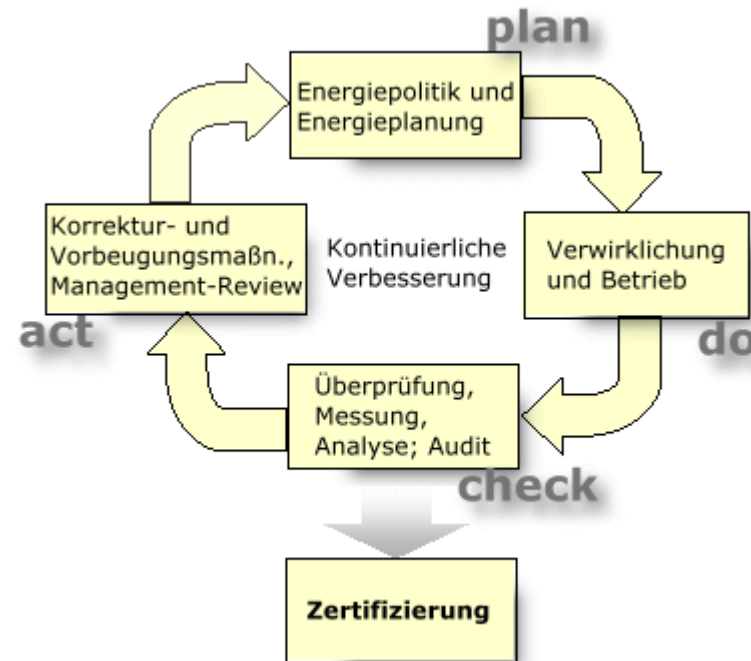 plan
Energiepolitik und
Energieplanung
Korrektur- und
Vorbeugungsmaßn.,
Management-Review
Kontinuierliche
Verbesserung
Verwirklichung
und Betrieb
act
do
Überprüfung,
Messung,
Analyse; Audit
check
Zertifizierung